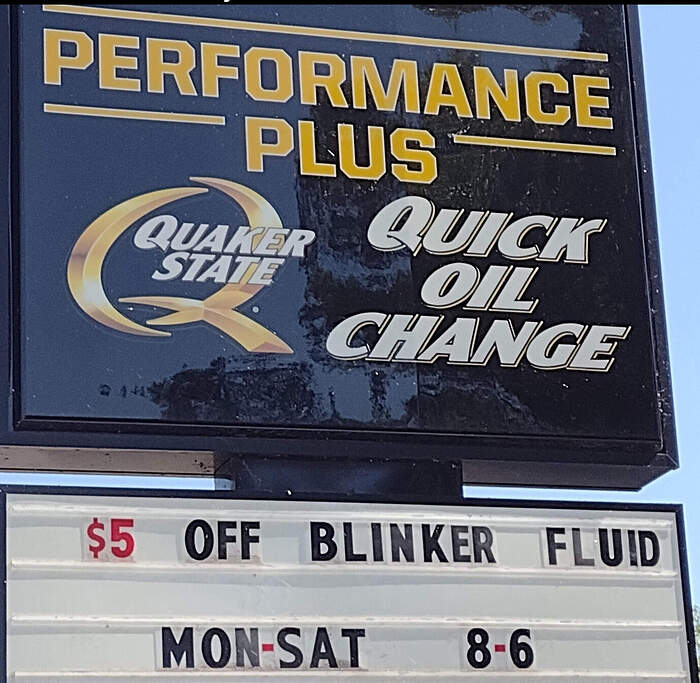 PERFORMANCE
PLUS
QUAKER
STATE
QUICK
OIL
CHANGE
$5 OFF BLINKER FLUID
MON-SAT 8-6